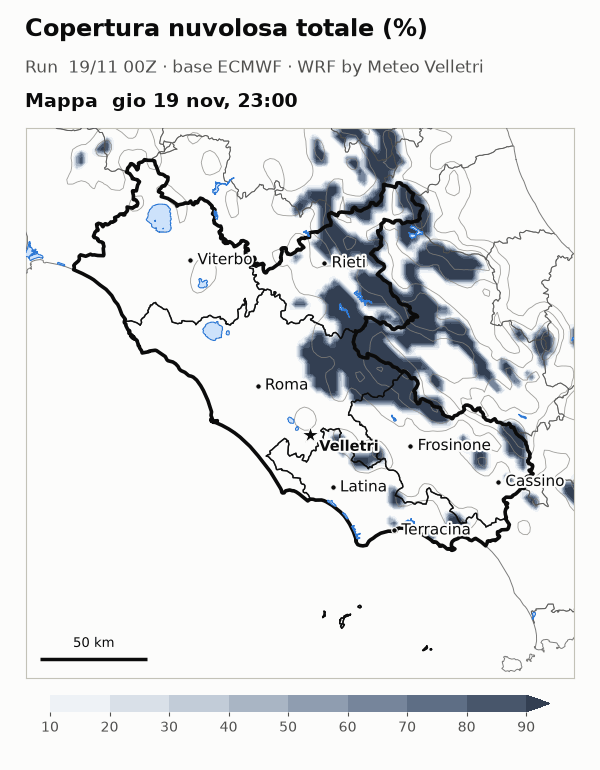 Copertura nuvolosa totale (%)
Run  19/11 00Z · base ECMWF · WRF by Meteo Velletri
Mappa  gio 19 nov, 23:00
Viterbo
Rieti
Roma
Velletri
Frosinone
Cassino
Latina
Terracina
50 km
10 20 30 40 50 60 70 80 90